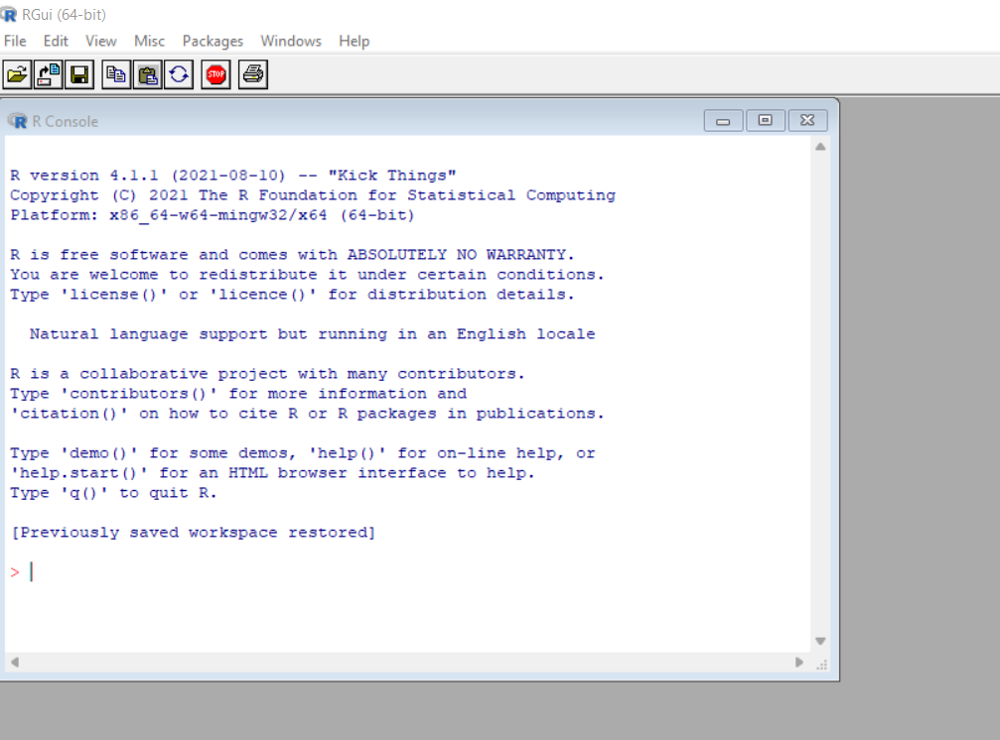 RGui (64-bit)
File Edit View Misc Packages Windows Help
STOP
R Console
R version 4.1.1 (2021-08-10) -- "Kick Things"
Copyright (C) 2021 The R Foundation for Statistical Computing
Platform: x86_64-w64-mingw32/x64 (64-bit)
R is free software and comes with ABSOLUTELY NO WARRANTY.
You are welcome to redistribute it under certain conditions.
Type 'license()' or 'licence()' for distribution details.
Natural language support but running in an English locale
R is a collaborative project with many contributors.
Type 'contributors()' for more information and
'citation()' on how to cite R or R packages in publications.
Type 'demo()' for some demos, 'help()' for on-line help, or
'help.start()' for an HTML browser interface to help.
Type 'q()' to quit R.
[Previously saved workspace restored]
>